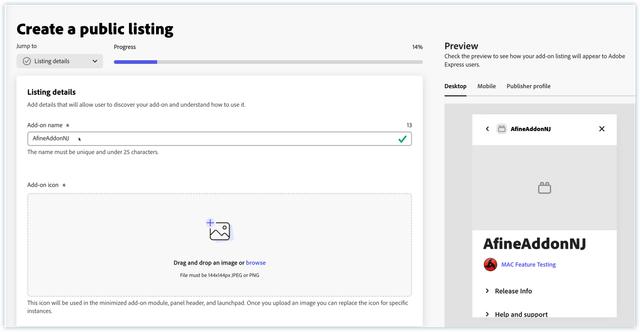 Create a public listing
Jump to
Progress
14%
Listing details
Listing details
Add details that will allow user to discover your add-on and understand how to use it.
Add-on name *
13
AfineAddonNJ
The name must be unique and under 25 characters.
Add-on icon *
Drag and drop an image or browse
File must be 144x144px JPEG or PNG
This icon will be used in the minimized add-on module, panel header, and launchpad. Once you upload an image you can replace the icon for specific
instances.
Preview
Check the preview to see how your add-on listing will appear to Adobe
Express users.
Desktop Mobile Publisher profile
AfineAddonNJ
AfineAddonNJ
MAC Feature Testing
Release Info
Help and support